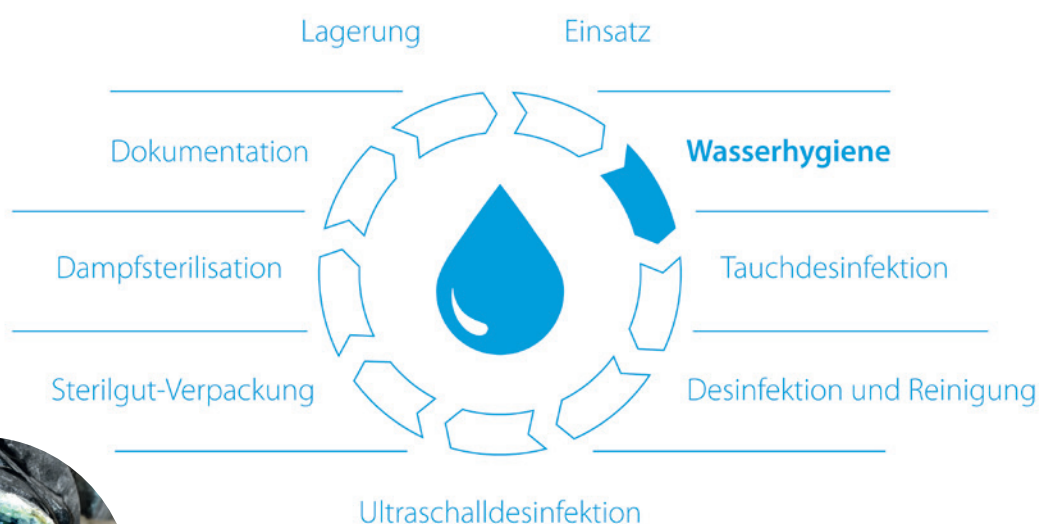 Lagerung
Einsatz
Dokumentation
Wasserhygiene
Dampfsterilisation
Tauchdesinfektion
Sterilgut-Verpackung
Desinfektion und Reinigung
Ultraschalldesinfektion